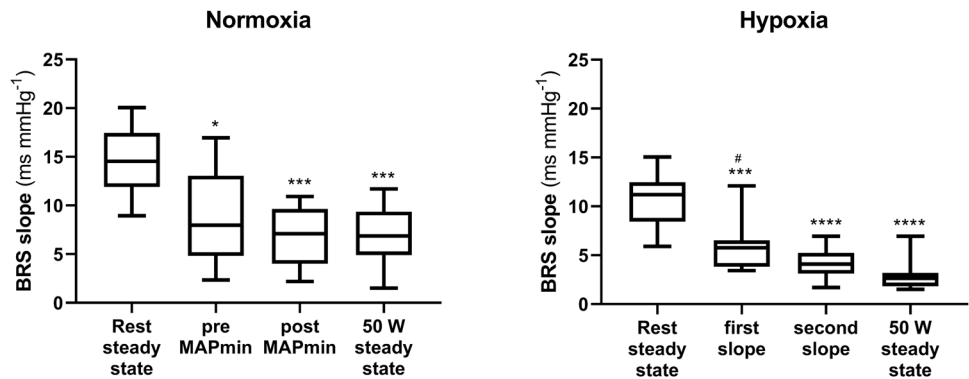 Normoxia
25
20
15
10
5
0
BRS slope (ms mmHg⁻¹)
*
***
***
Rest
steady
state
pre
MAPmin
post
MAPmin
50 W
steady
state
Hypoxia
25
20
15
10
5
0
BRS slope (ms mmHg⁻¹)
#
***
****
****
Rest
steady
state
first
slope
second
slope
50 W
steady
state